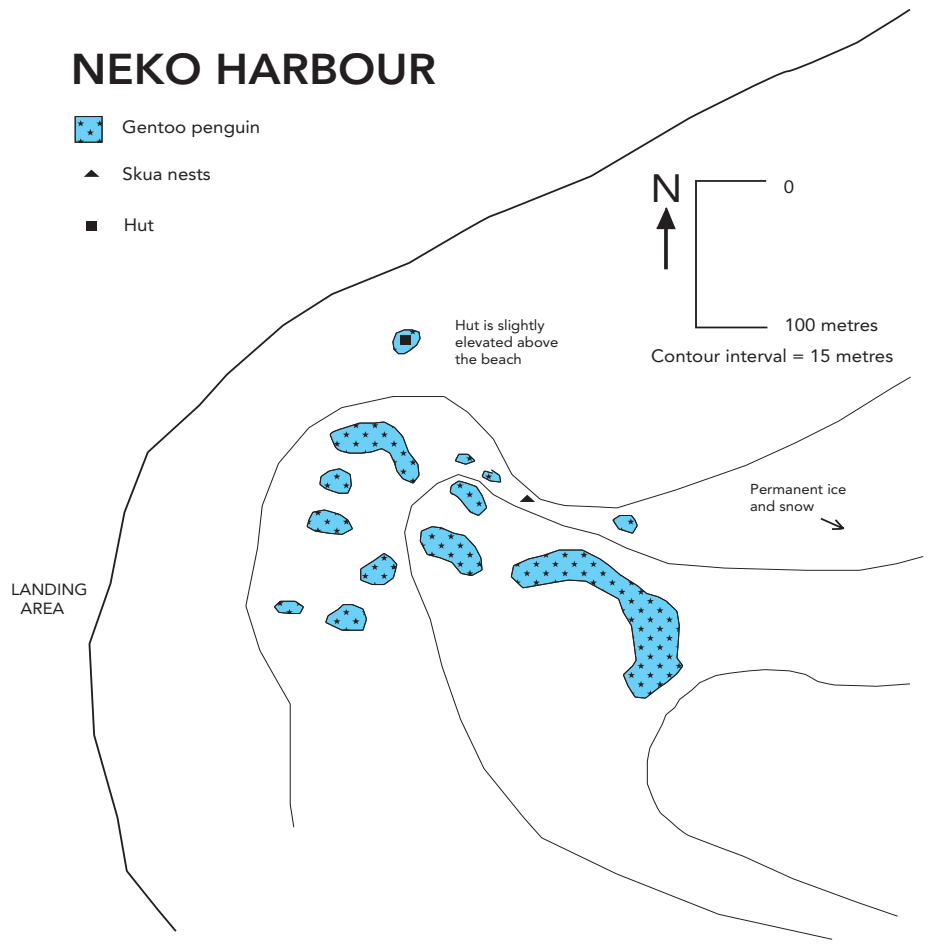 NEKO HARBOUR
Gentoo penguin
Skua nests
Hut
N
0
100 metres
Contour interval = 15 metres
Hut is slightly
elevated above
the beach
Permanent ice
and snow
LANDING
AREA